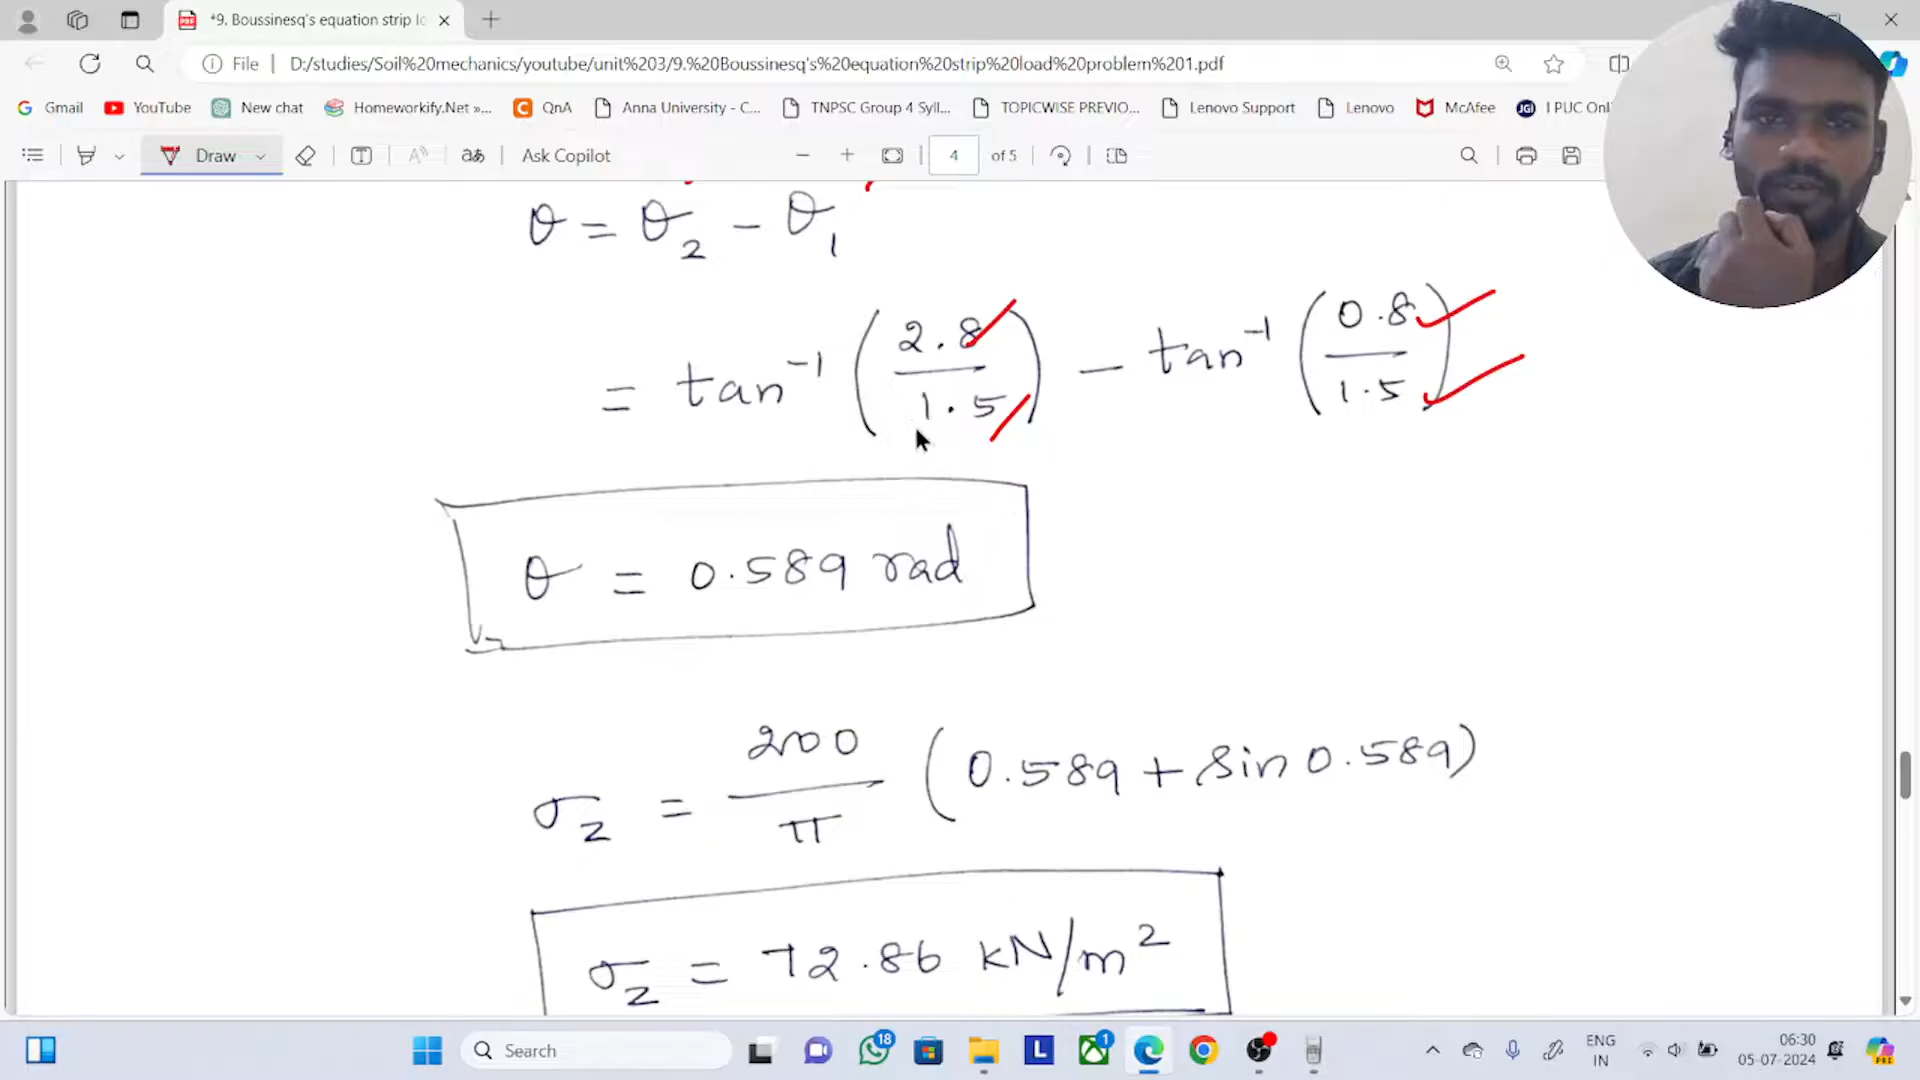 *9. Boussinesq's equation strip lo
File
D:/studies/Soil%20mechanics/youtube/unit%203/9.%20Boussinesq's%20equation%20strip%20load%20problem%201.pdf
Gmail YouTube New chat Homeworkify.Net »... QnA Anna University - C... TNPSC Group 4 Syll... TOPICWISE PREVIO... Lenovo Support Lenovo McAfee I PUC Onl
Draw Ask Copilot 4 of 5
θ = θ₂ − θ₁
= tan⁻¹ (2.8/1.5) − tan⁻¹ (0.8/1.5)
θ = 0.589 rad
σz = 200/π (0.589 + sin 0.589)
σz = 72.86 kN/m²
Search 18 L 1 ENG IN 06:30 05-07-2024 PRE